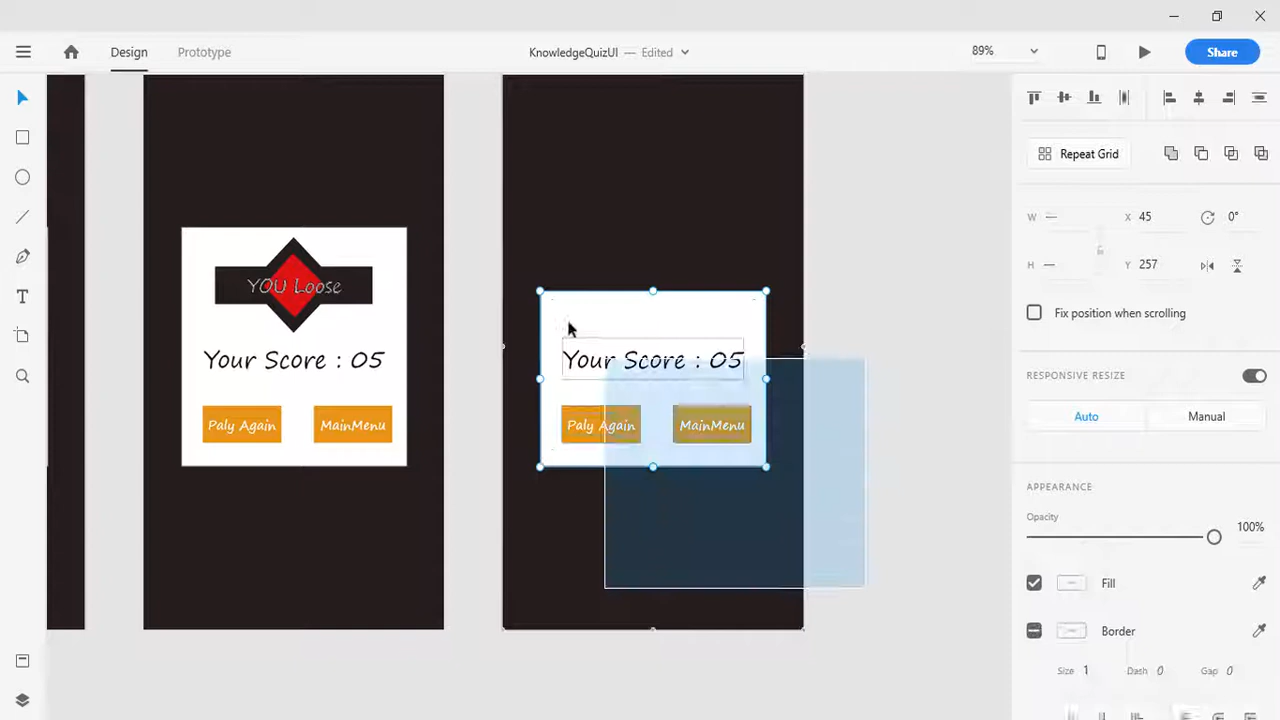 Design
Prototype
KnowledgeQuizUI — Edited
89%
Share
Repeat Grid
W — X 45 0°
H — Y 257
Fix position when scrolling
RESPONSIVE RESIZE
Auto Manual
APPEARANCE
Opacity
100%
Fill
Border
Size 1 Dash 0 Gap 0
YOU Loose
Your Score : 05
Paly Again
MainMenu
Your Score : 05
Paly Again
MainMenu